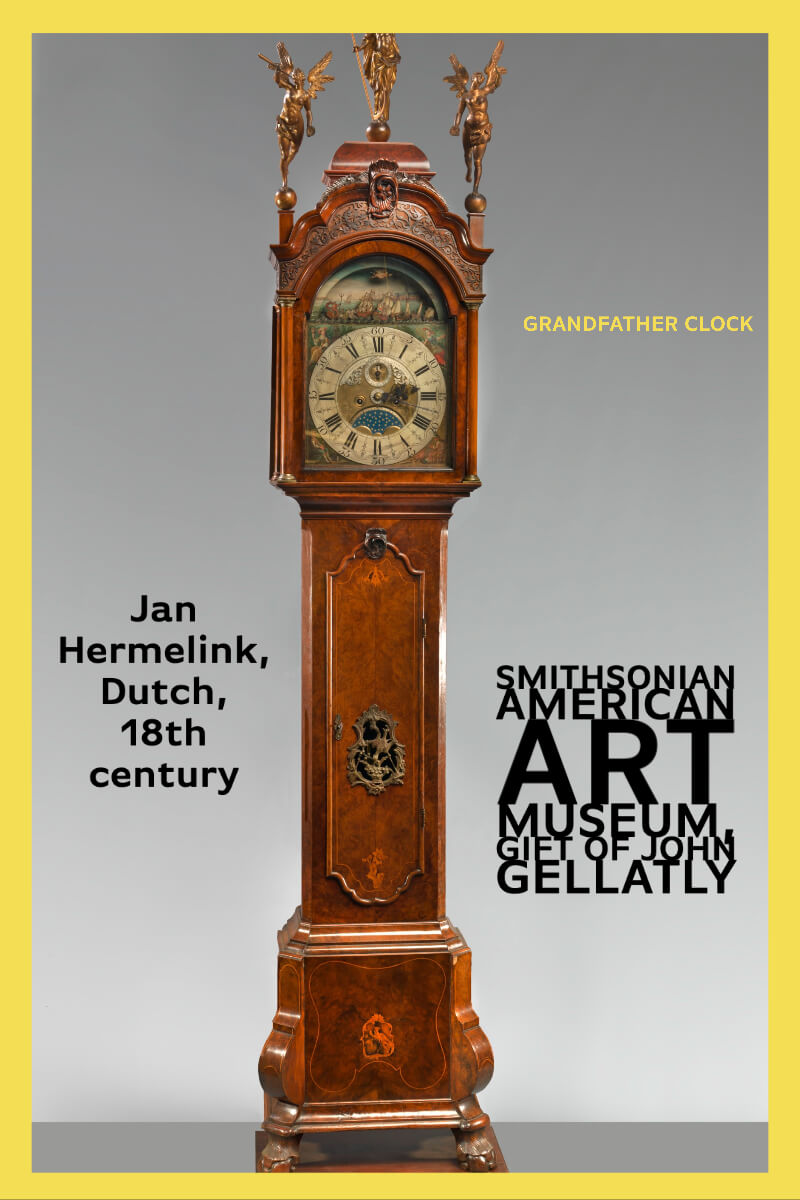 GRANDFATHER CLOCK
Jan
Hermelink,
Dutch,
18th
century
SMITHSONIAN
AMERICAN
ART
MUSEUM,
GIFT OF JOHN
GELLATLY